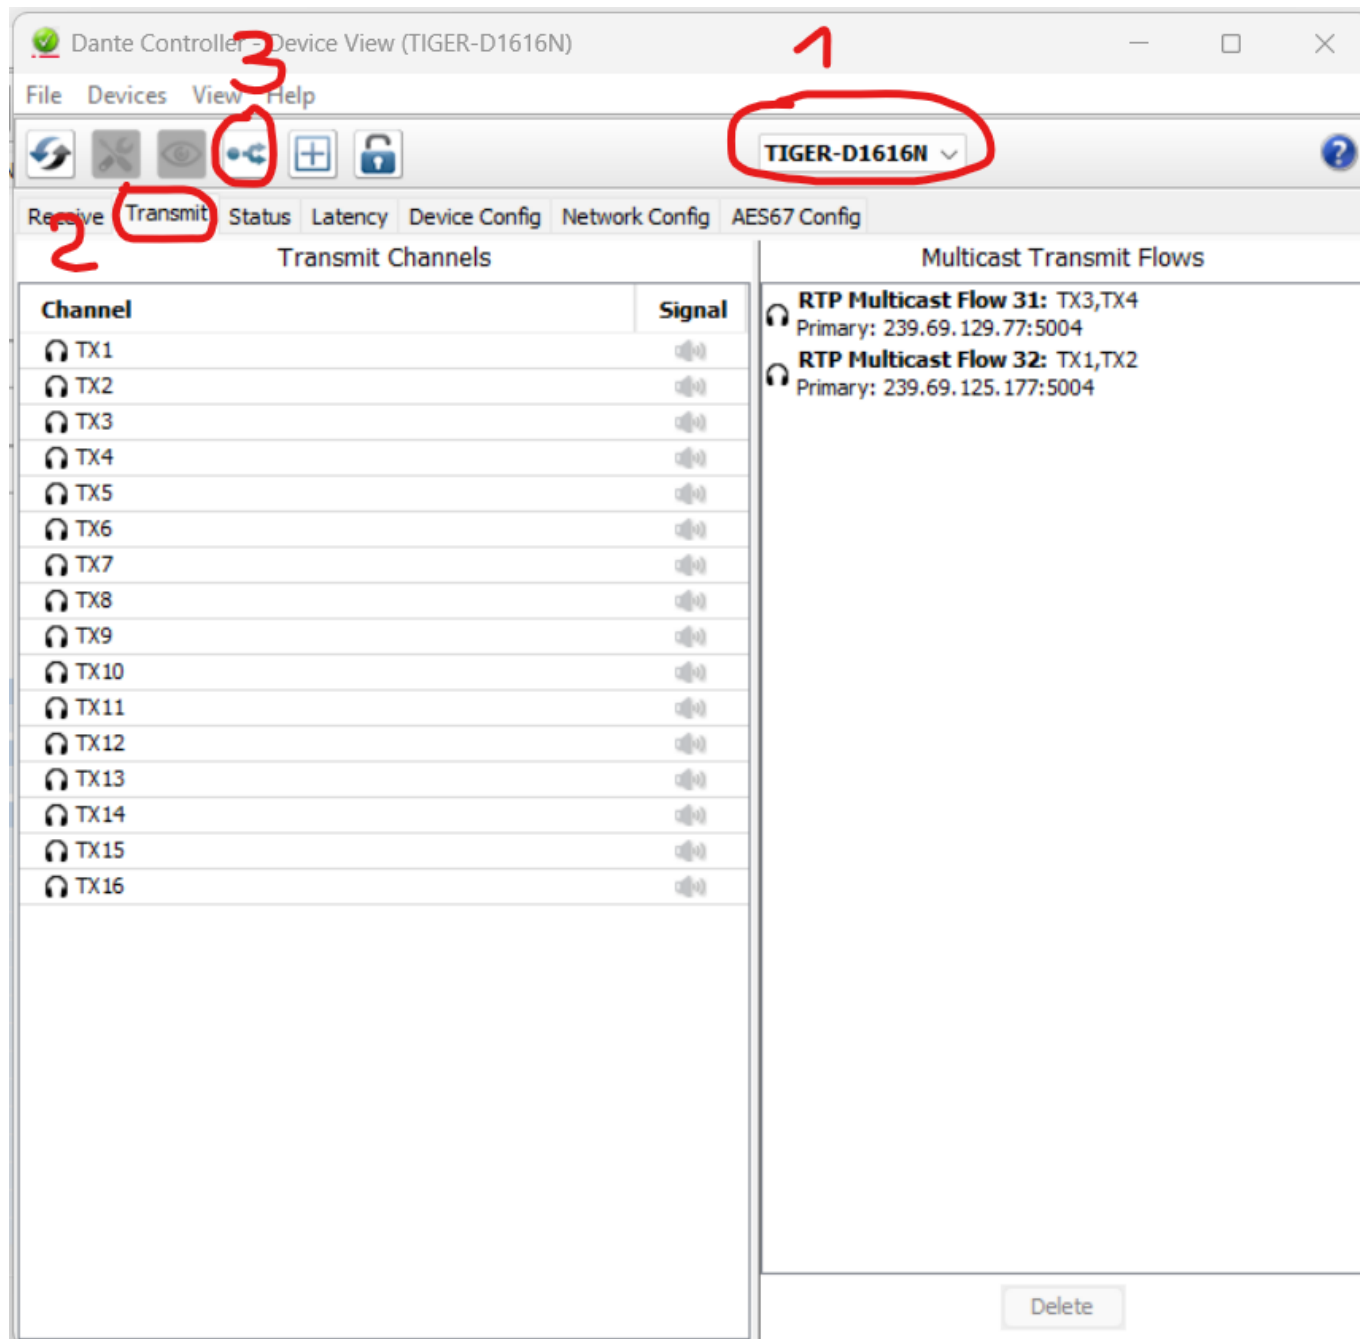 Dante Controller - Device View (TIGER-D1616N)
1
3
File Devices View Help
TIGER-D1616N
?
Receive Transmit Status Latency Device Config Network Config AES67 Config
2
Transmit Channels
Channel Signal
TX1
TX2
TX3
TX4
TX5
TX6
TX7
TX8
TX9
TX10
TX11
TX12
TX13
TX14
TX15
TX16
Multicast Transmit Flows
RTP Multicast Flow 31: TX3,TX4
Primary: 239.69.129.77:5004
RTP Multicast Flow 32: TX1,TX2
Primary: 239.69.125.177:5004
Delete